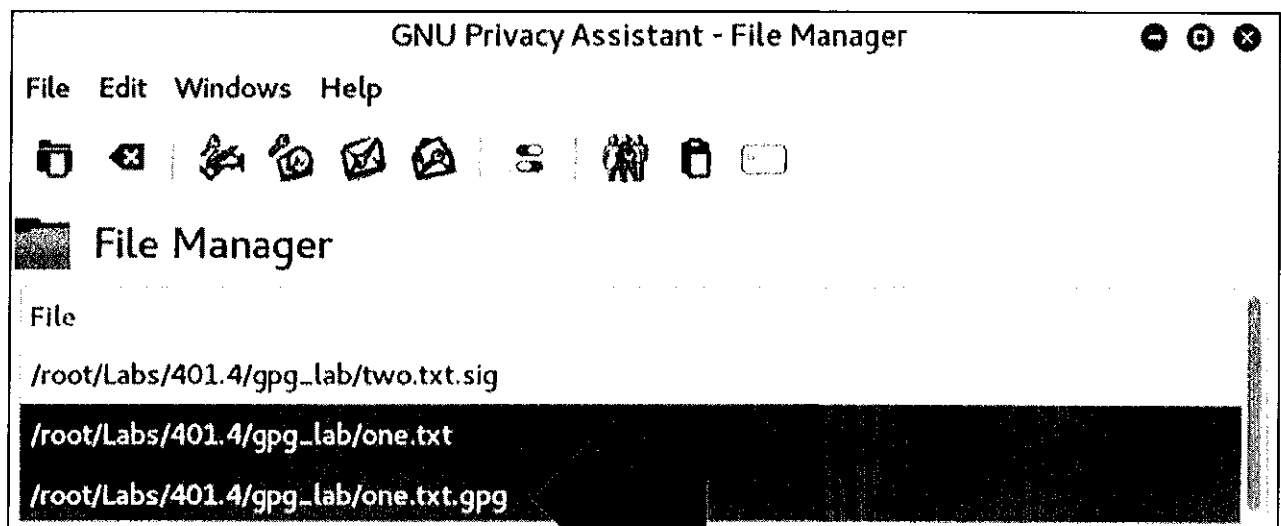 GNU Privacy Assistant - File Manager
File Edit Windows Help
File Manager
File
/root/Labs/401.4/gpg_lab/two.txt.sig
/root/Labs/401.4/gpg_lab/one.txt
/root/Labs/401.4/gpg_lab/one.txt.gpg